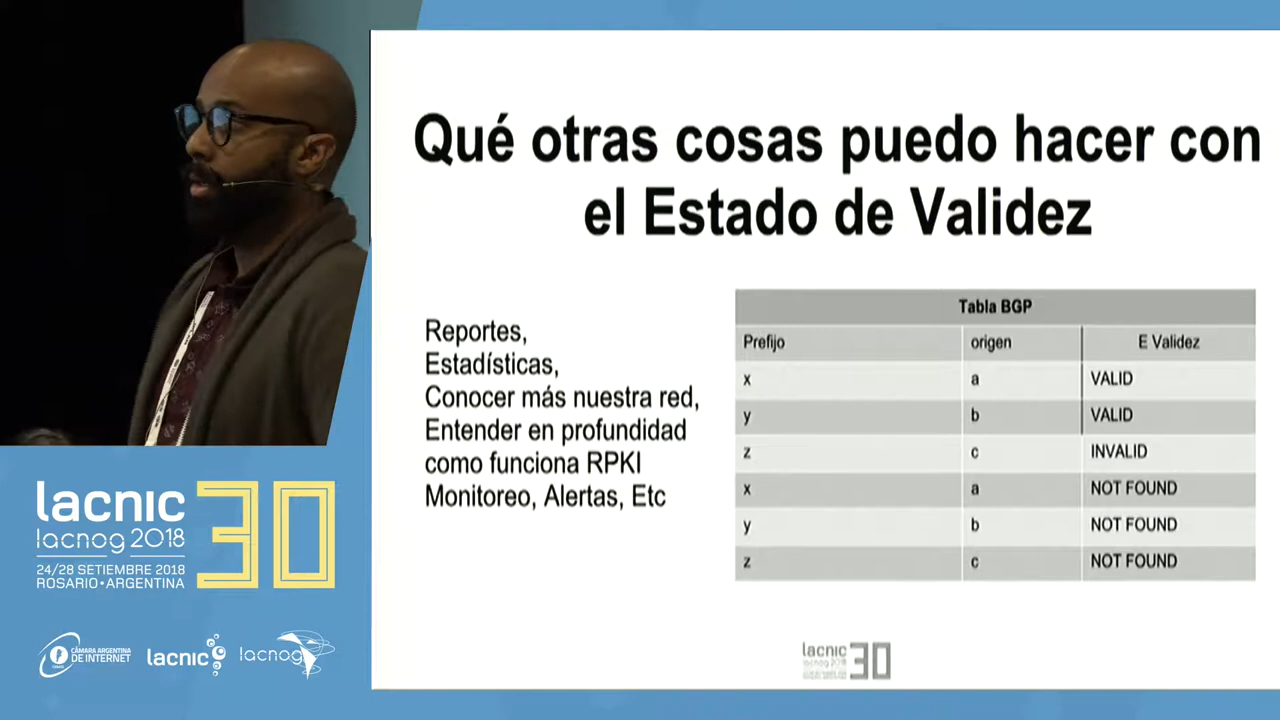 Qué otras cosas puedo hacer con
el Estado de Validez
Reportes,
Estadísticas,
Conocer más nuestra red,
Entender en profundidad
como funciona RPKI
Monitoreo, Alertas, Etc
Tabla BGP
Prefijo origen E Validez
x a VALID
y b VALID
z c INVALID
x a NOT FOUND
y b NOT FOUND
z c NOT FOUND
lacnic 30
lacnog 2018
lacnic 30
lacnog 2018
24/28 SETIEMBRE 2018
ROSARIO•ARGENTINA
CÁMARA ARGENTINA
DE INTERNET
lacnic
lacnog